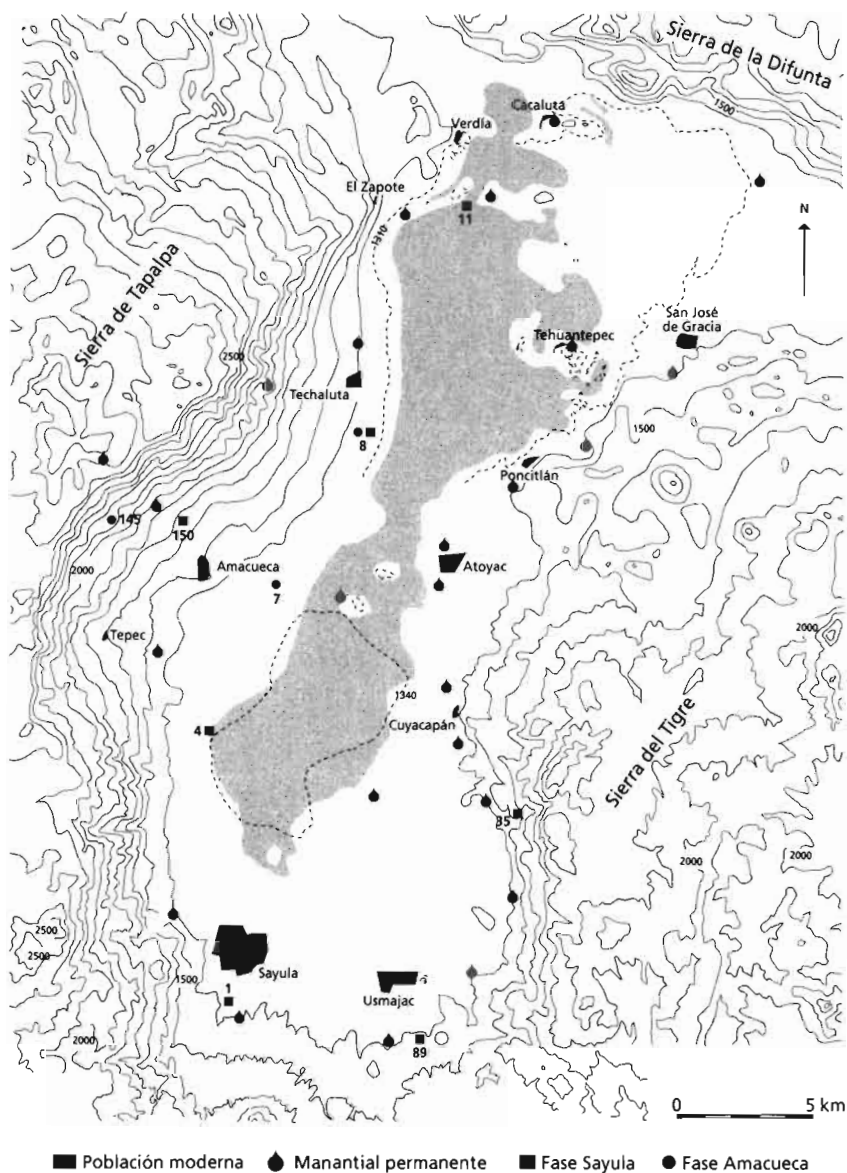 Sierra de la Difunta
1500
Cacalutá
Verdía
El Zapote
1310
11
N
Sierra de Tapalpa
San José
de Gracia
Tehuantepec
2500
Techaluta
1500
8
Poncitlán
145
150
2000
Amacueca
Atoyac
7
Tepec
2000
1340
4
Cuyacapán
Sierra del Tigre
35
2000
2000
2500
2500
Sayula
1500
1
Usmajac
2000
89
0 5 km
Población moderna Manantial permanente Fase Sayula Fase Amacueca